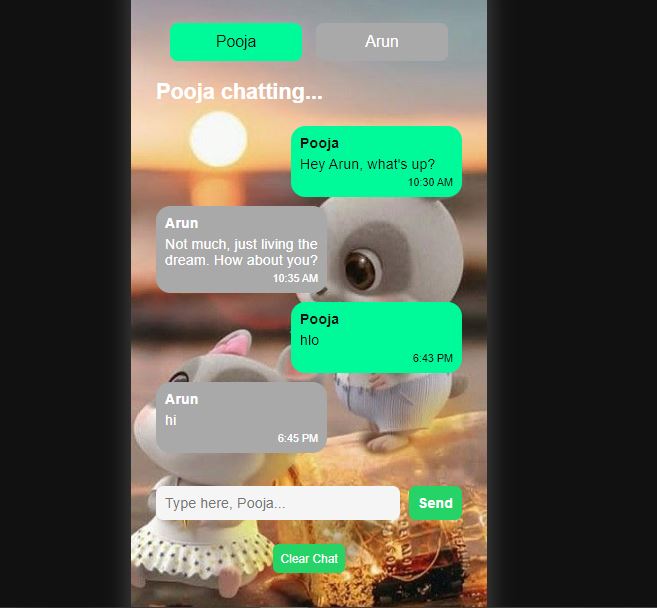 Pooja
Arun
Pooja chatting...
Pooja
Hey Arun, what's up?
10:30 AM
Arun
Not much, just living the
dream. How about you?
10:35 AM
Pooja
hlo
6:43 PM
Arun
hi
6:45 PM
Type here, Pooja...
Send
Clear Chat